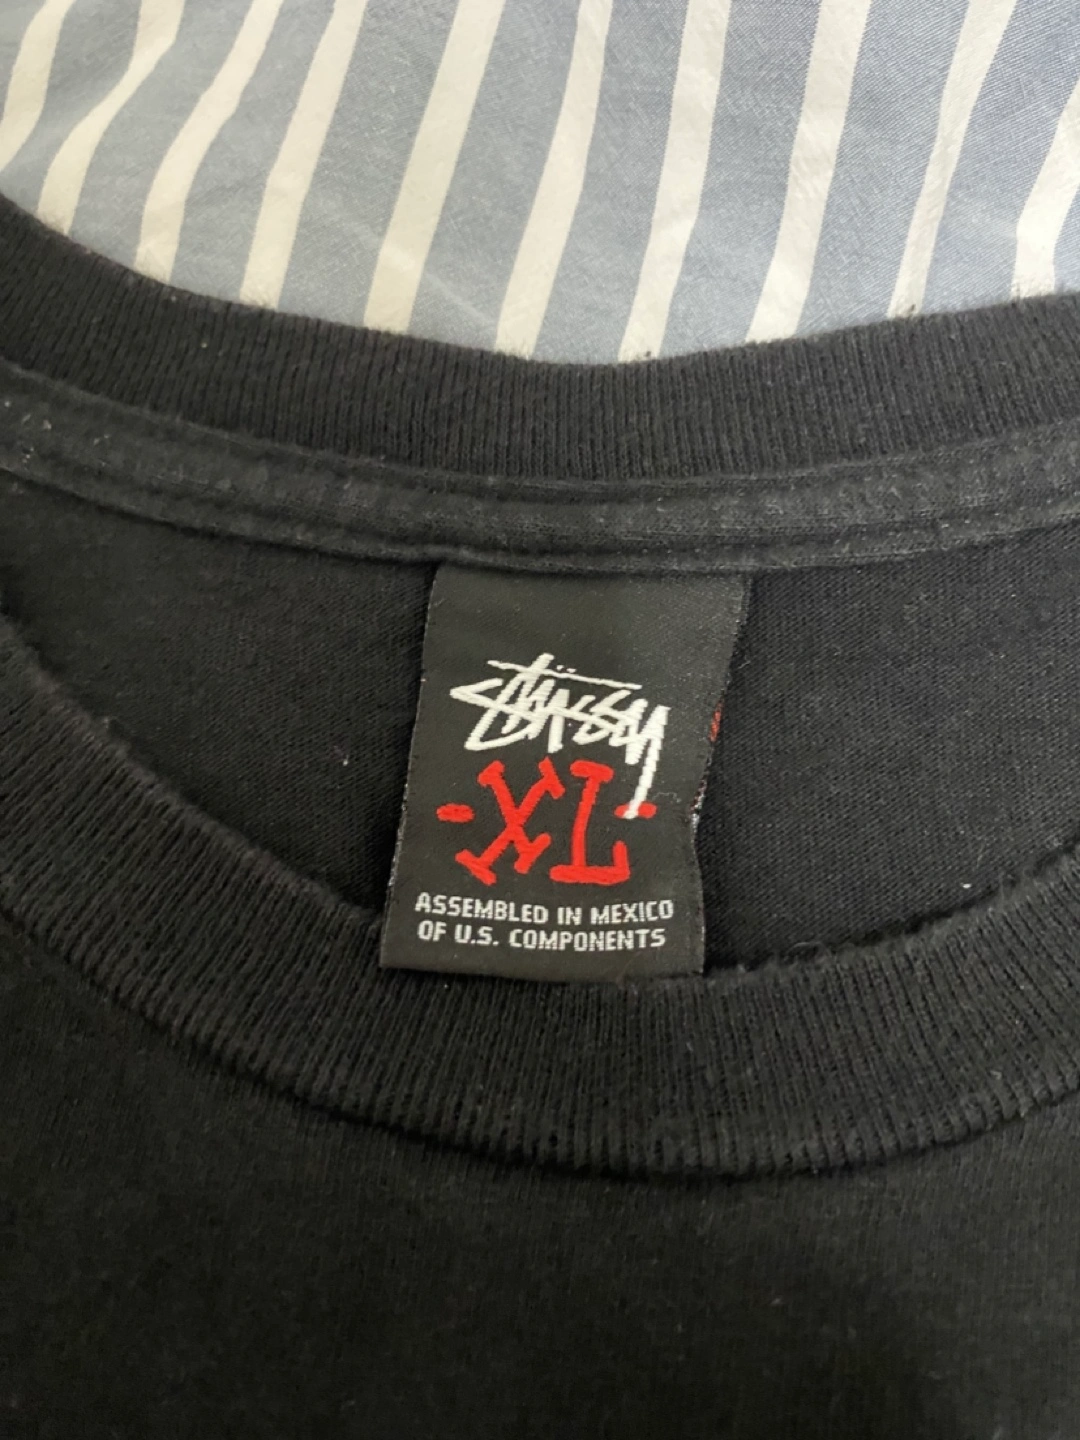 Stüssy
-XL-
ASSEMBLED IN MEXICO
OF U.S. COMPONENTS